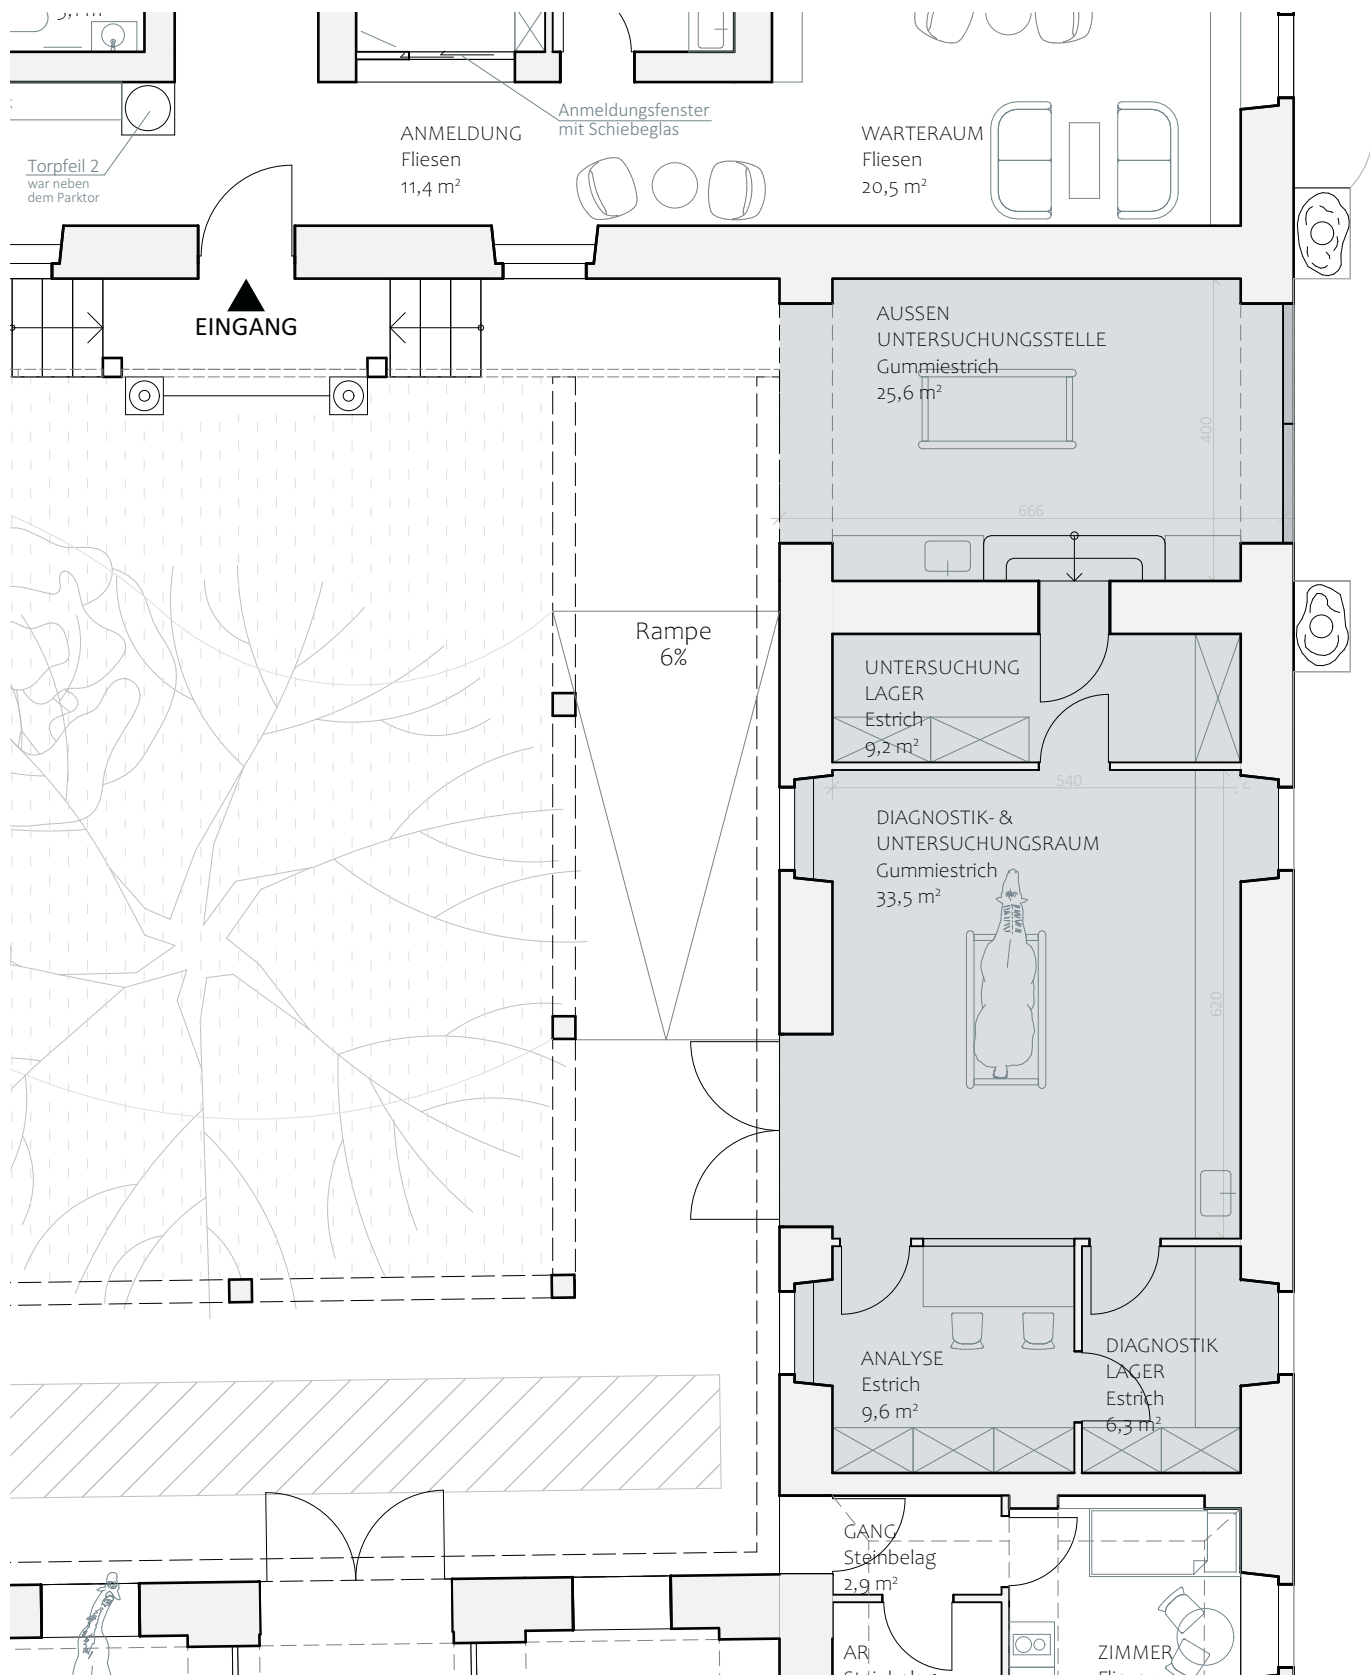 Anmeldungsfenster
mit Schiebeglas
ANMELDUNG
Fliesen
11,4 m²
WARTERAUM
Fliesen
20,5 m²
Torpfeil 2
war neben
dem Parktor
EINGANG
AUSSEN
UNTERSUCHUNGSSTELLE
Gummiestrich
25,6 m²
400
666
Rampe
6%
UNTERSUCHUNG
LAGER
Estrich
9,2 m²
540
DIAGNOSTIK- &
UNTERSUCHUNGSRAUM
Gummiestrich
33,5 m²
620
ANALYSE
Estrich
9,6 m²
DIAGNOSTIK
LAGER
Estrich
6,3 m²
GANG
Steinbelag
2,9 m²
AR
ZIMMER